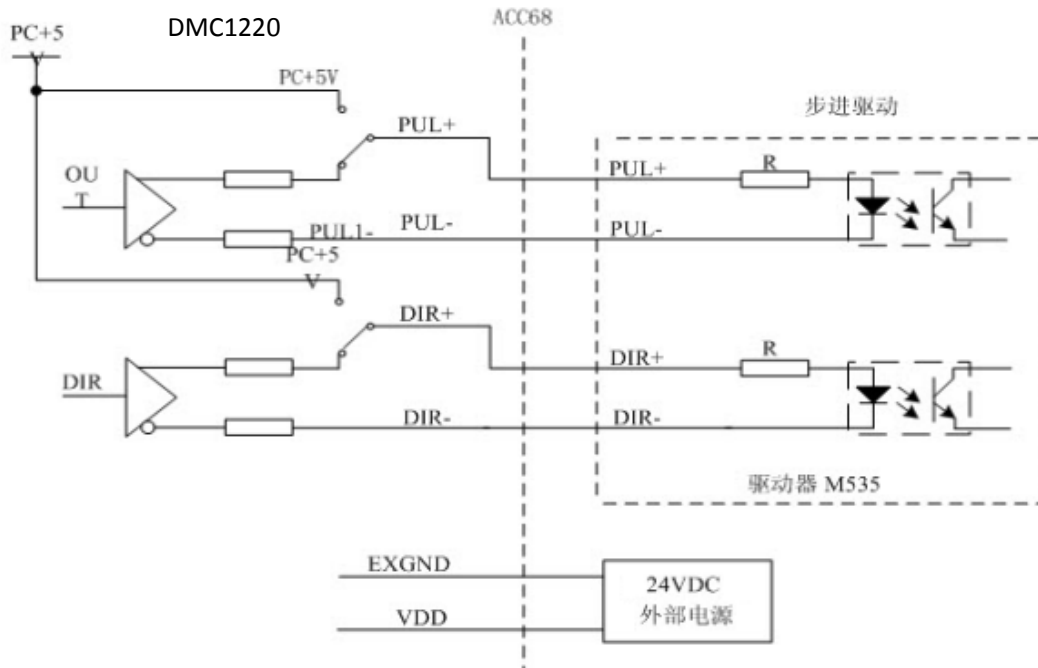 ACC68
DMC1220
PC+5
V
PC+5V
步进驱动
PUL+
OU
T
PUL+
R
PUL1-
PUL-
PUL-
PC+5
V
DIR+
DIR
DIR+
R
DIR-
DIR-
驱动器 M535
EXGND
24VDC
VDD
外部电源